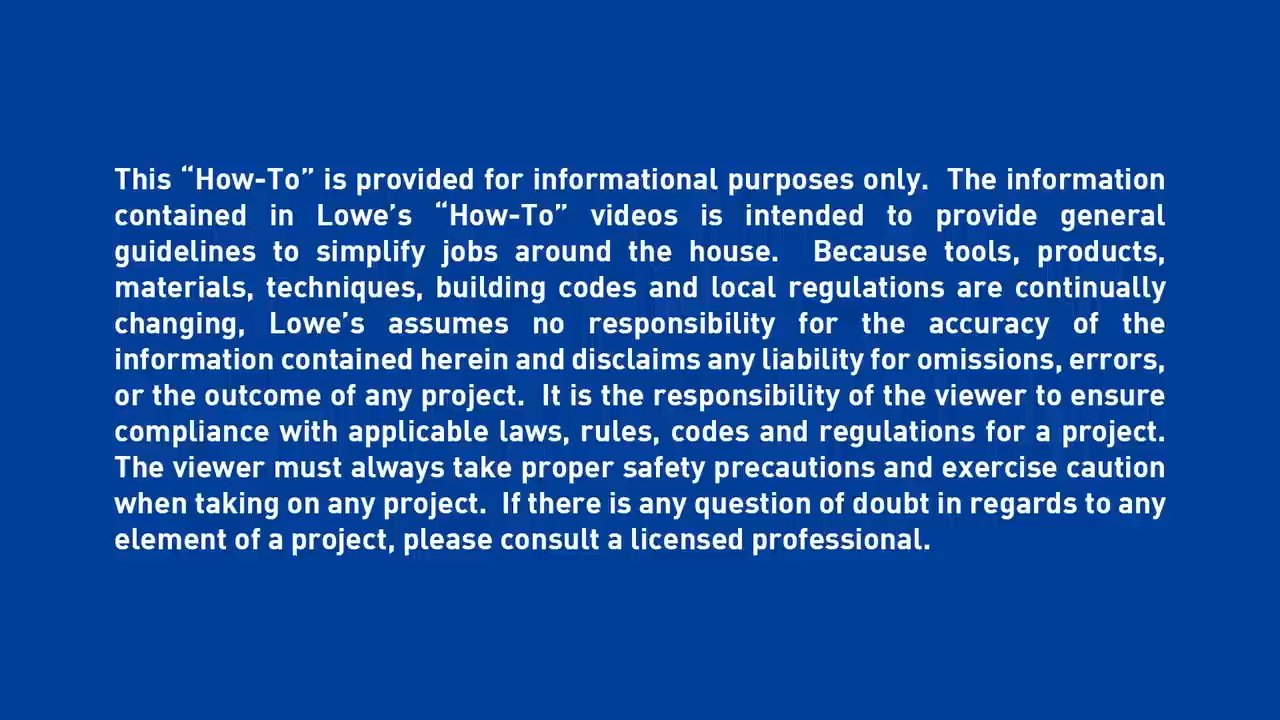 This “How-To” is provided for informational purposes only.  The information
contained in Lowe’s “How-To” videos is intended to provide general
guidelines to simplify jobs around the house.  Because tools, products,
materials, techniques, building codes and local regulations are continually
changing, Lowe’s assumes no responsibility for the accuracy of the
information contained herein and disclaims any liability for omissions, errors,
or the outcome of any project.  It is the responsibility of the viewer to ensure
compliance with applicable laws, rules, codes and regulations for a project.
The viewer must always take proper safety precautions and exercise caution
when taking on any project.  If there is any question of doubt in regards to any
element of a project, please consult a licensed professional.